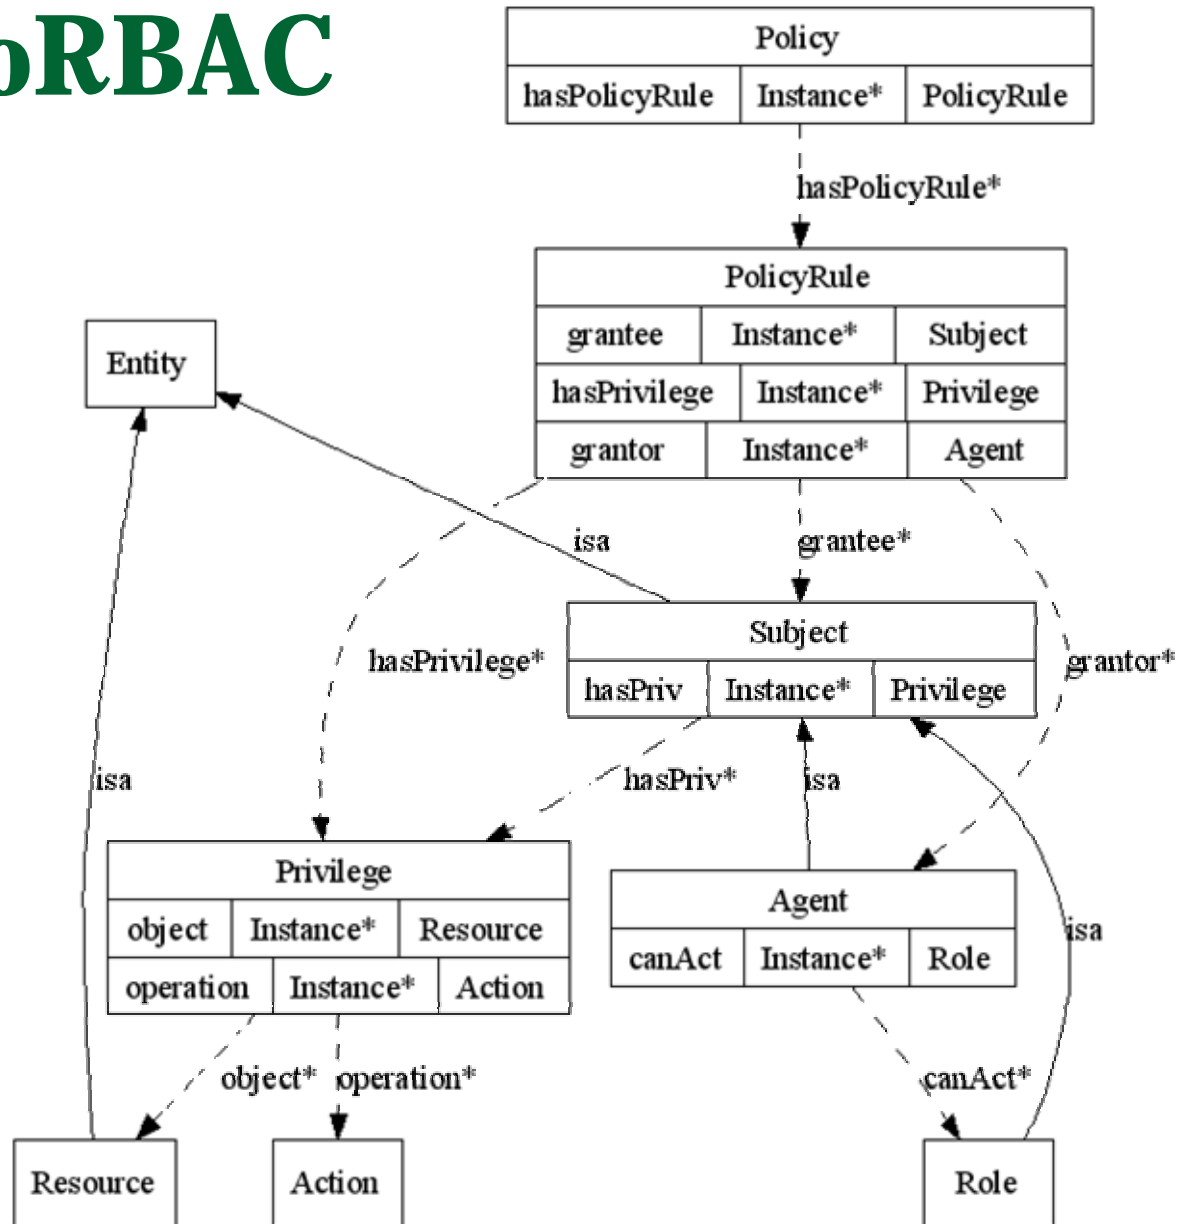 oRBAC
Policy
hasPolicyRule Instance* PolicyRule
hasPolicyRule*
PolicyRule
grantee Instance* Subject
hasPrivilege Instance* Privilege
grantor Instance* Agent
Entity
isa
grantee*
Subject
hasPriv Instance* Privilege
hasPrivilege*
grantor*
isa
hasPriv*
isa
Privilege
object Instance* Resource
operation Instance* Action
Agent
canAct Instance* Role
isa
object*
operation*
canAct*
Resource
Action
Role